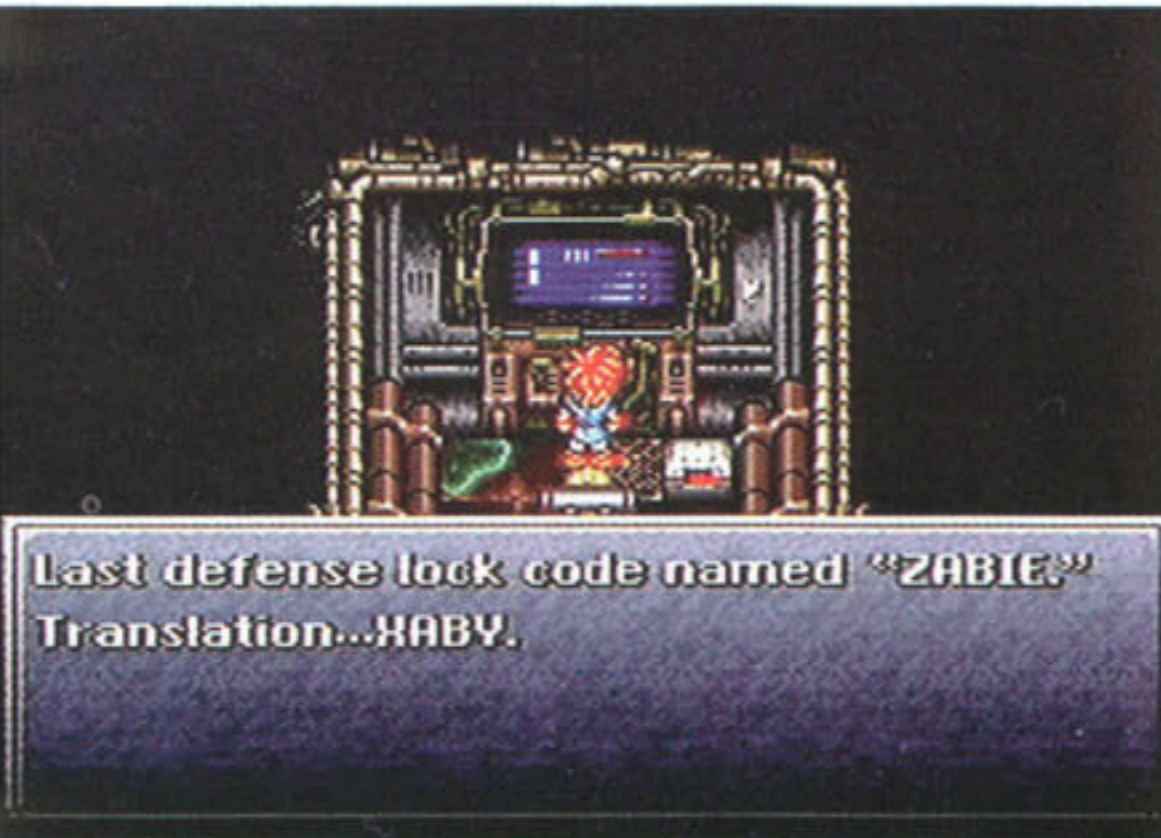 Last defense lock code named “ZABIE.”
Translation...XABY.